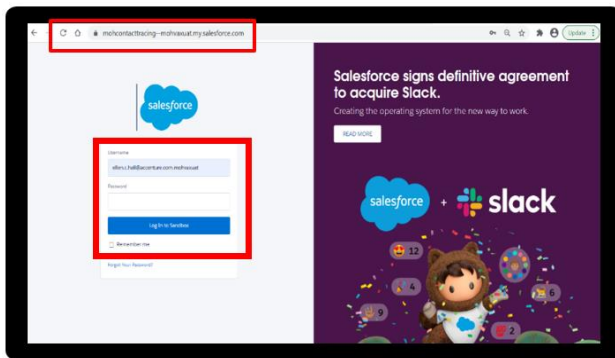 mohcontacttracing--mohvaxuat.my.salesforce.com
Update
salesforce
Username
Password
Log In to Sandbox
Remember me
Forgot Your Password?
Salesforce signs definitive agreement
to acquire Slack.
Creating the operating system for the new way to work.
READ MORE
salesforce + slack
12
4
6
9
2